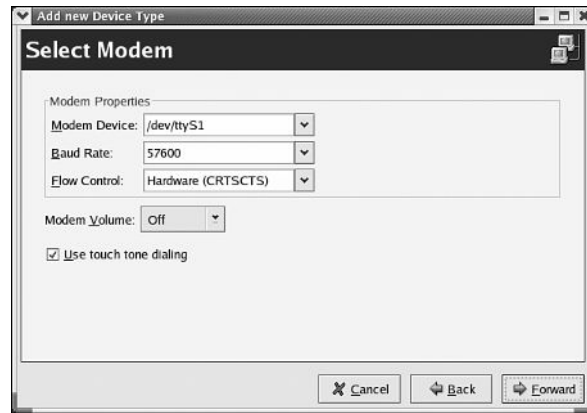 Add new Device Type
Select Modem
Modem Properties
Modem Device: /dev/ttyS1
Baud Rate: 57600
Flow Control: Hardware (CRTSCTS)
Modem Volume: Off
Use touch tone dialing
Cancel Back Forward